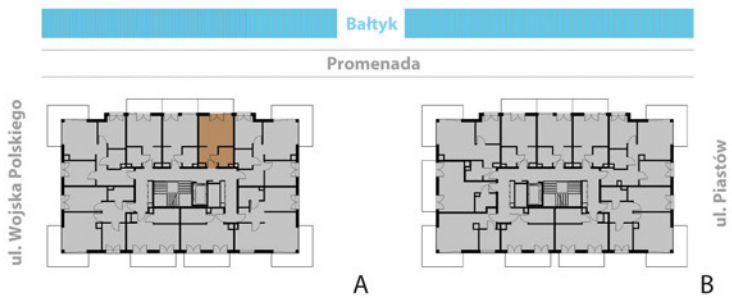 Bałtyk
Promenada
ul. Wojska Polskiego
ul. Piastów
A
B